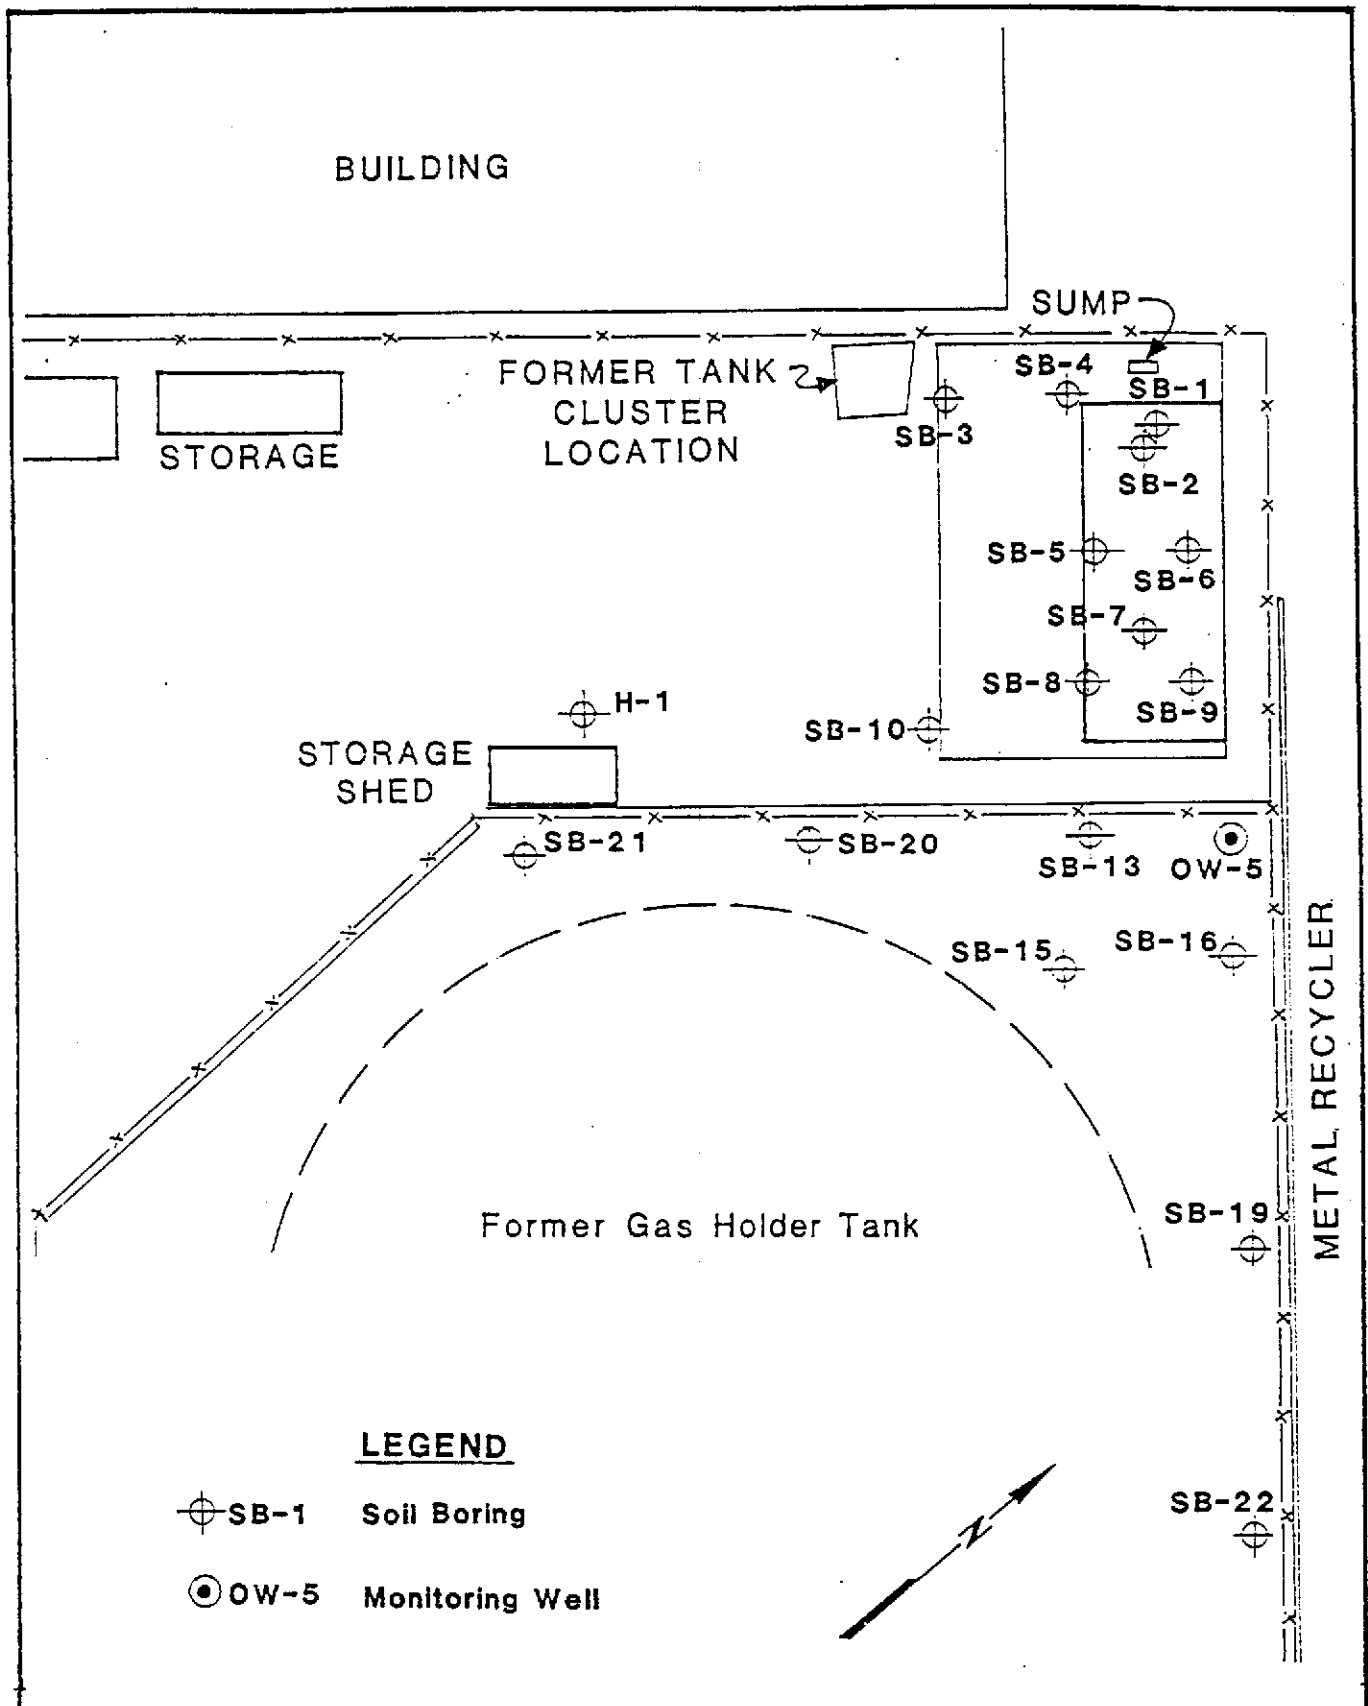 BUILDING
SUMP
FORMER TANK
CLUSTER
LOCATION
SB-4
SB-1
SB-3
STORAGE
SB-2
SB-5
SB-6
SB-7
SB-8
SB-9
H-1
SB-10
STORAGE
SHED
SB-21
SB-20
SB-13
OW-5
SB-15
SB-16
METAL RECYCLER
SB-19
Former Gas Holder Tank
LEGEND
SB-1 Soil Boring
OW-5 Monitoring Well
N
SB-22